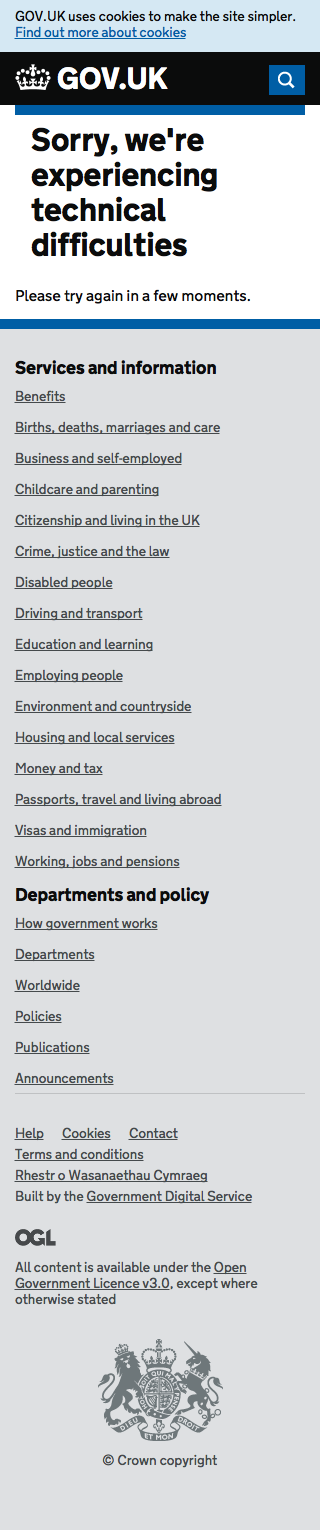 GOV.UK uses cookies to make the site simpler.
Find out more about cookies
GOV.UK
Sorry, we're
experiencing
technical
difficulties
Please try again in a few moments.
Services and information
Benefits
Births, deaths, marriages and care
Business and self-employed
Childcare and parenting
Citizenship and living in the UK
Crime, justice and the law
Disabled people
Driving and transport
Education and learning
Employing people
Environment and countryside
Housing and local services
Money and tax
Passports, travel and living abroad
Visas and immigration
Working, jobs and pensions
Departments and policy
How government works
Departments
Worldwide
Policies
Publications
Announcements
Help Cookies Contact
Terms and conditions
Rhestr o Wasanaethau Cymraeg
Built by the Government Digital Service
OGL
All content is available under the Open
Government Licence v3.0, except where
otherwise stated
DIEU ET MON DROIT
© Crown copyright